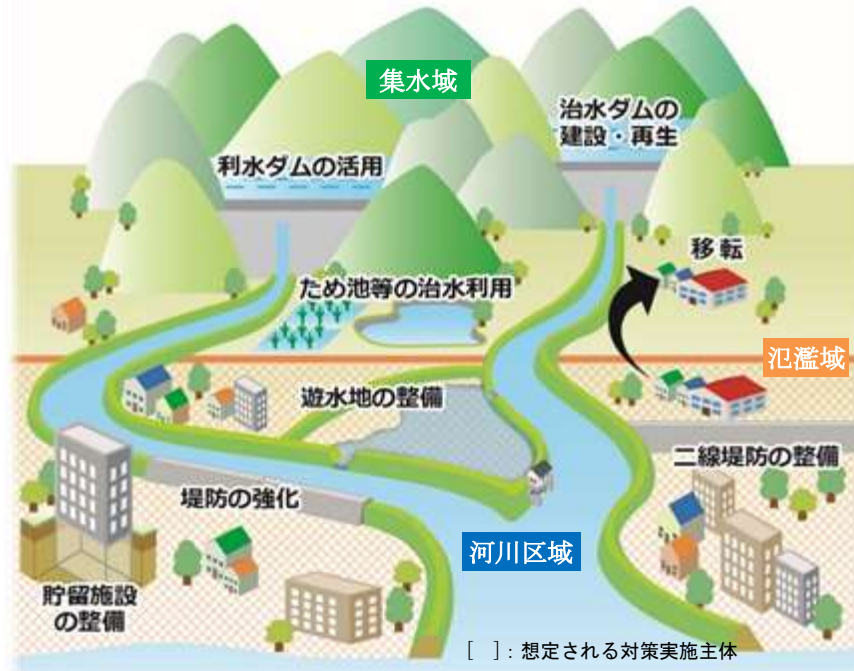 集水域
治水ダムの
建設・再生
利水ダムの活用
移転
ため池等の治水利用
氾濫域
遊水地の整備
二線堤防の整備
堤防の強化
河川区域
貯留施設
の整備
[ ]:想定される対策実施主体